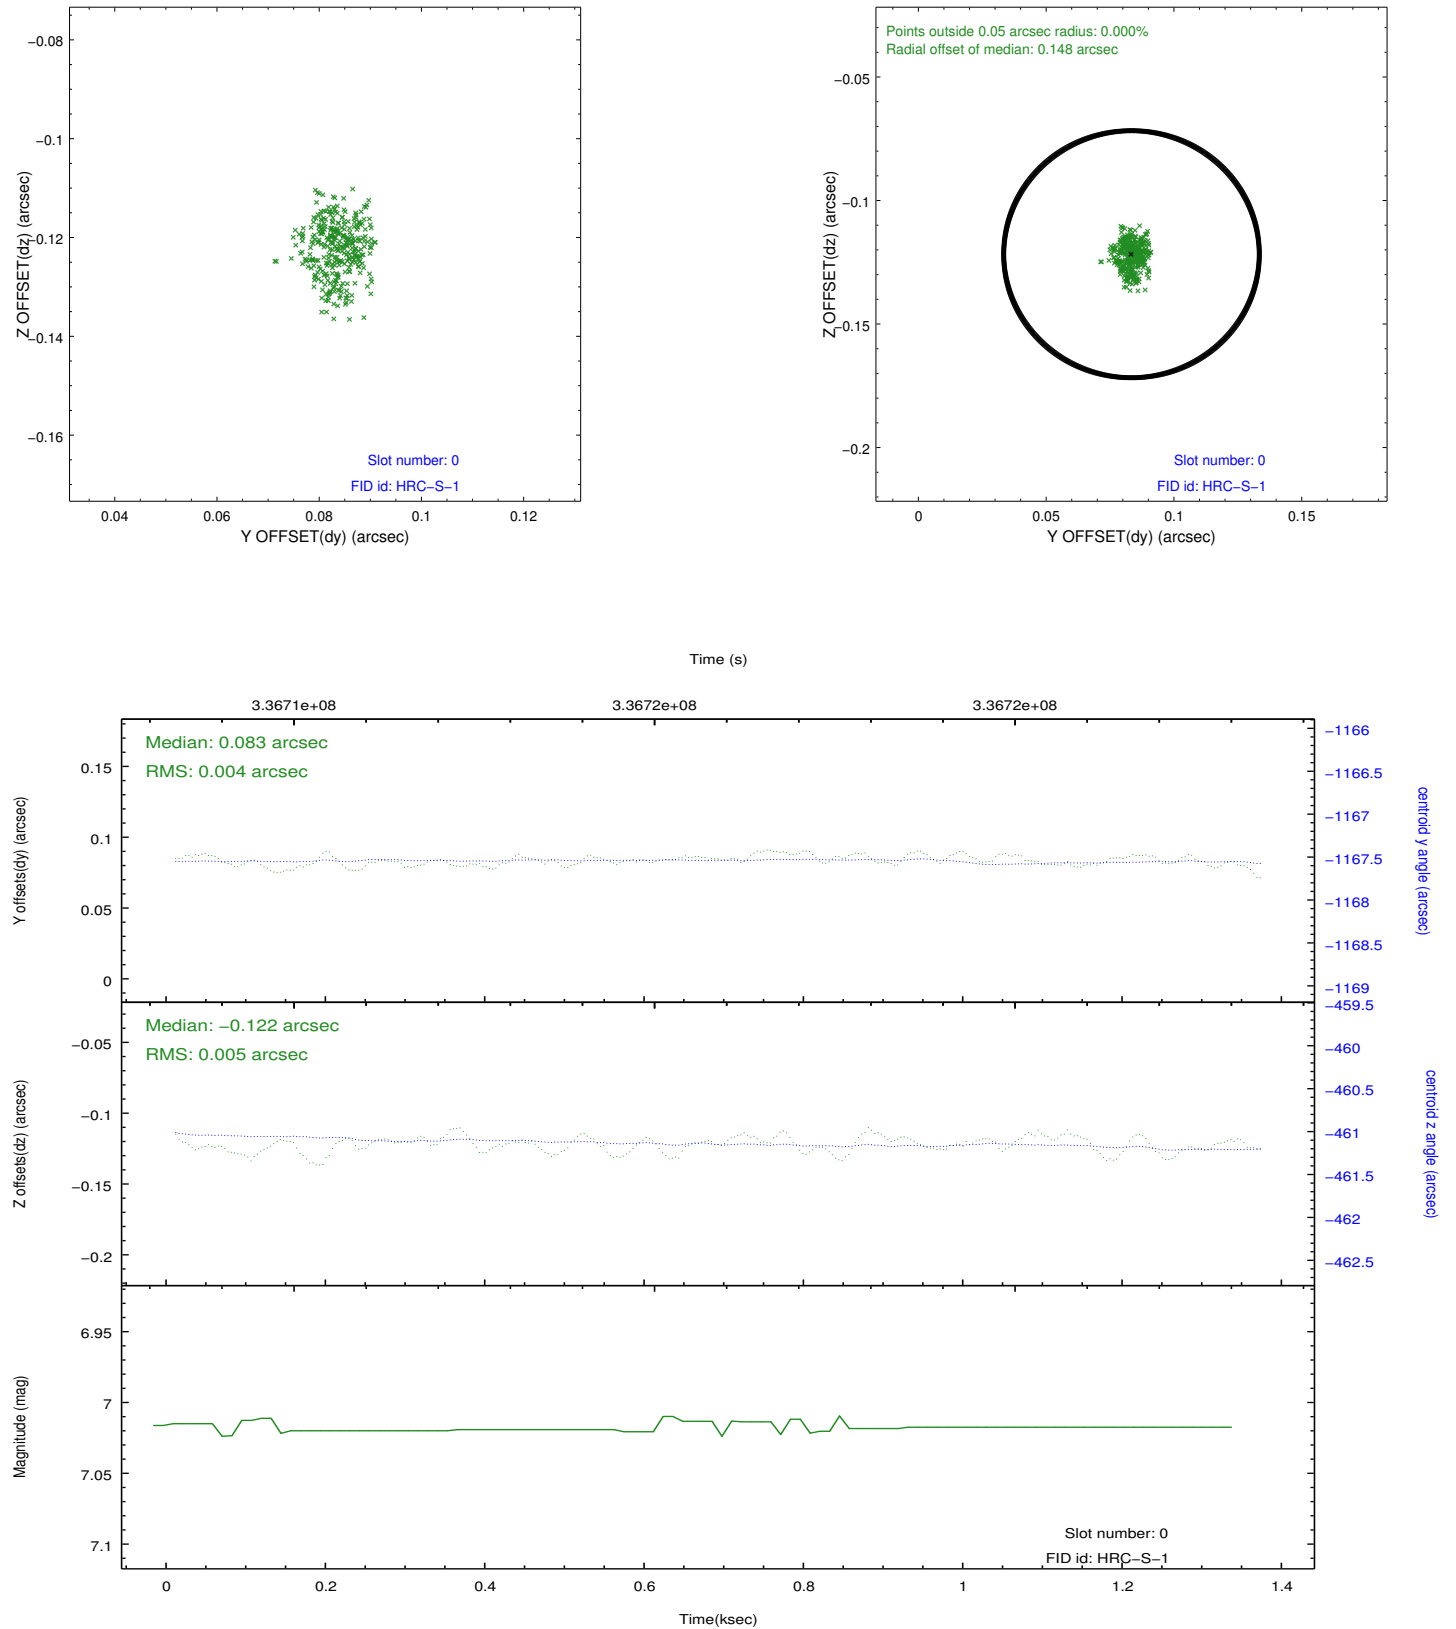 −0.08
−0.1
−0.12
−0.14
−0.16
Z OFFSET(dz) (arcsec)
Slot number: 0
FID id: HRC−S−1
0.04 0.06 0.08 0.1 0.12
Y OFFSET(dy) (arcsec)
Points outside 0.05 arcsec radius: 0.000%
Radial offset of median: 0.148 arcsec
−0.05
−0.1
−0.15
−0.2
Z OFFSET(dz) (arcsec)
Slot number: 0
FID id: HRC−S−1
0 0.05 0.1 0.15
Y OFFSET(dy) (arcsec)
Time (s)
3.3671e+08 3.3672e+08 3.3672e+08
Median: 0.083 arcsec
RMS: 0.004 arcsec
0.15
0.1
0.05
0
Y offsets(dy) (arcsec)
−1166
−1166.5
−1167
−1167.5
−1168
−1168.5
−1169
centroid y angle (arcsec)
Median: −0.122 arcsec
RMS: 0.005 arcsec
−0.05
−0.1
−0.15
−0.2
Z offsets(dz) (arcsec)
−459.5
−460
−460.5
−461
−461.5
−462
−462.5
centroid z angle (arcsec)
6.95
7
7.05
7.1
Magnitude (mag)
Slot number: 0
FID id: HRC−S−1
0 0.2 0.4 0.6 0.8 1 1.2 1.4
Time(ksec)